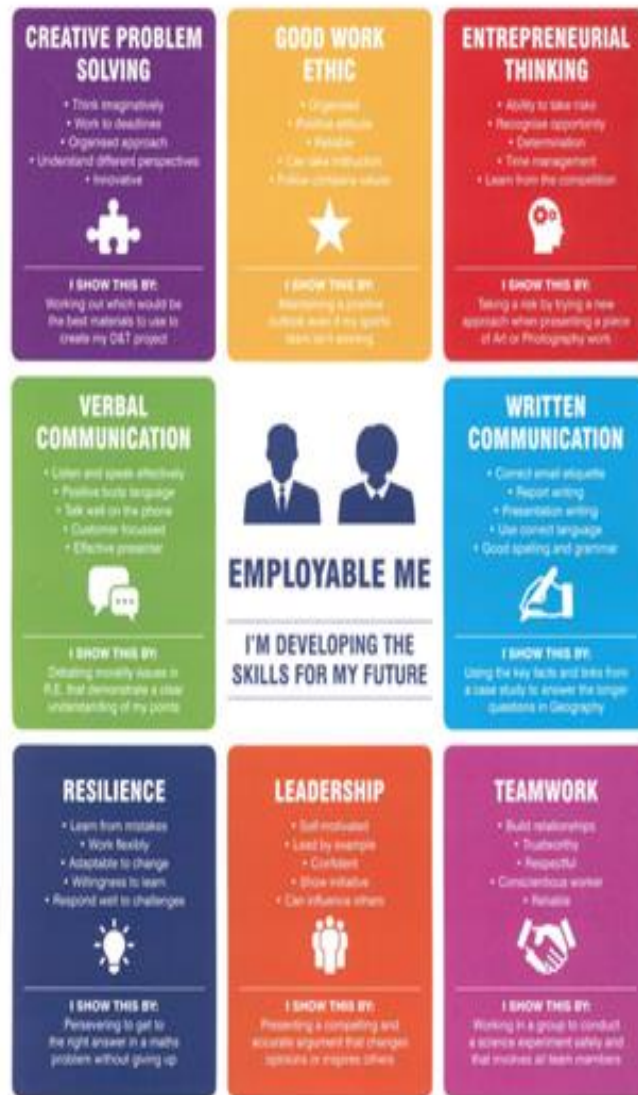 CREATIVE PROBLEM
SOLVING
• Think imaginatively
• Work to deadlines
• Organised approach
• Understand different perspectives
• Innovative
I SHOW THIS BY:
Working out which would be
the best materials to use to
create my D&T project
GOOD WORK
ETHIC
• Organised
• Positive attitude
• Reliable
• Can take instruction
• Follow company values
I SHOW THIS BY:
Maintaining a positive
outlook even if my sports
team isn't winning
ENTREPRENEURIAL
THINKING
• Ability to take risks
• Recognise opportunity
• Determination
• Time management
• Learn from the competition
I SHOW THIS BY:
Taking a risk by trying a new
approach when presenting a piece
of Art or Photography work
VERBAL
COMMUNICATION
• Listen and speak effectively
• Positive body language
• Talk well on the phone
• Customer focussed
• Effective presenter
I SHOW THIS BY:
Debating morality issues in
R.E. that demonstrate a clear
understanding of my points
EMPLOYABLE ME
I'M DEVELOPING THE
SKILLS FOR MY FUTURE
WRITTEN
COMMUNICATION
• Correct email etiquette
• Report writing
• Presentation writing
• Use correct language
• Good spelling and grammar
I SHOW THIS BY:
Using the key facts and links from
a case study to answer the longer
questions in Geography
RESILIENCE
• Learn from mistakes
• Work flexibly
• Adaptable to change
• Willingness to learn
• Respond well to challenges
I SHOW THIS BY:
Persevering to get to
the right answer in a maths
problem without giving up
LEADERSHIP
• Self-motivated
• Lead by example
• Confident
• Show initiative
• Can influence others
I SHOW THIS BY:
Presenting a compelling and
accurate argument that changes
opinions or inspires others
TEAMWORK
• Build relationships
• Trustworthy
• Respectful
• Conscientious worker
• Reliable
I SHOW THIS BY:
Working in a group to conduct
a science experiment safely and
that involves all team members